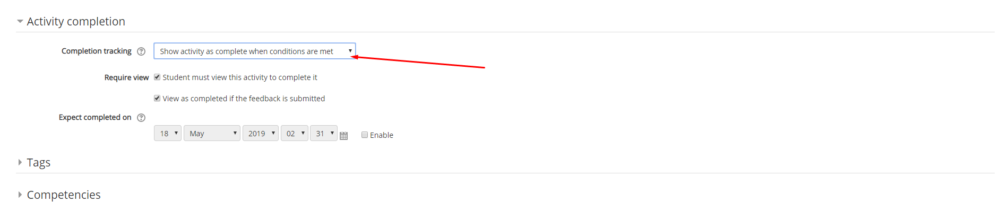 Activity completion
Completion tracking Show activity as complete when conditions are met
Require view Student must view this activity to complete it
View as completed if the feedback is submitted
Expect completed on
18 May 2019 02 31 Enable
Tags
Competencies